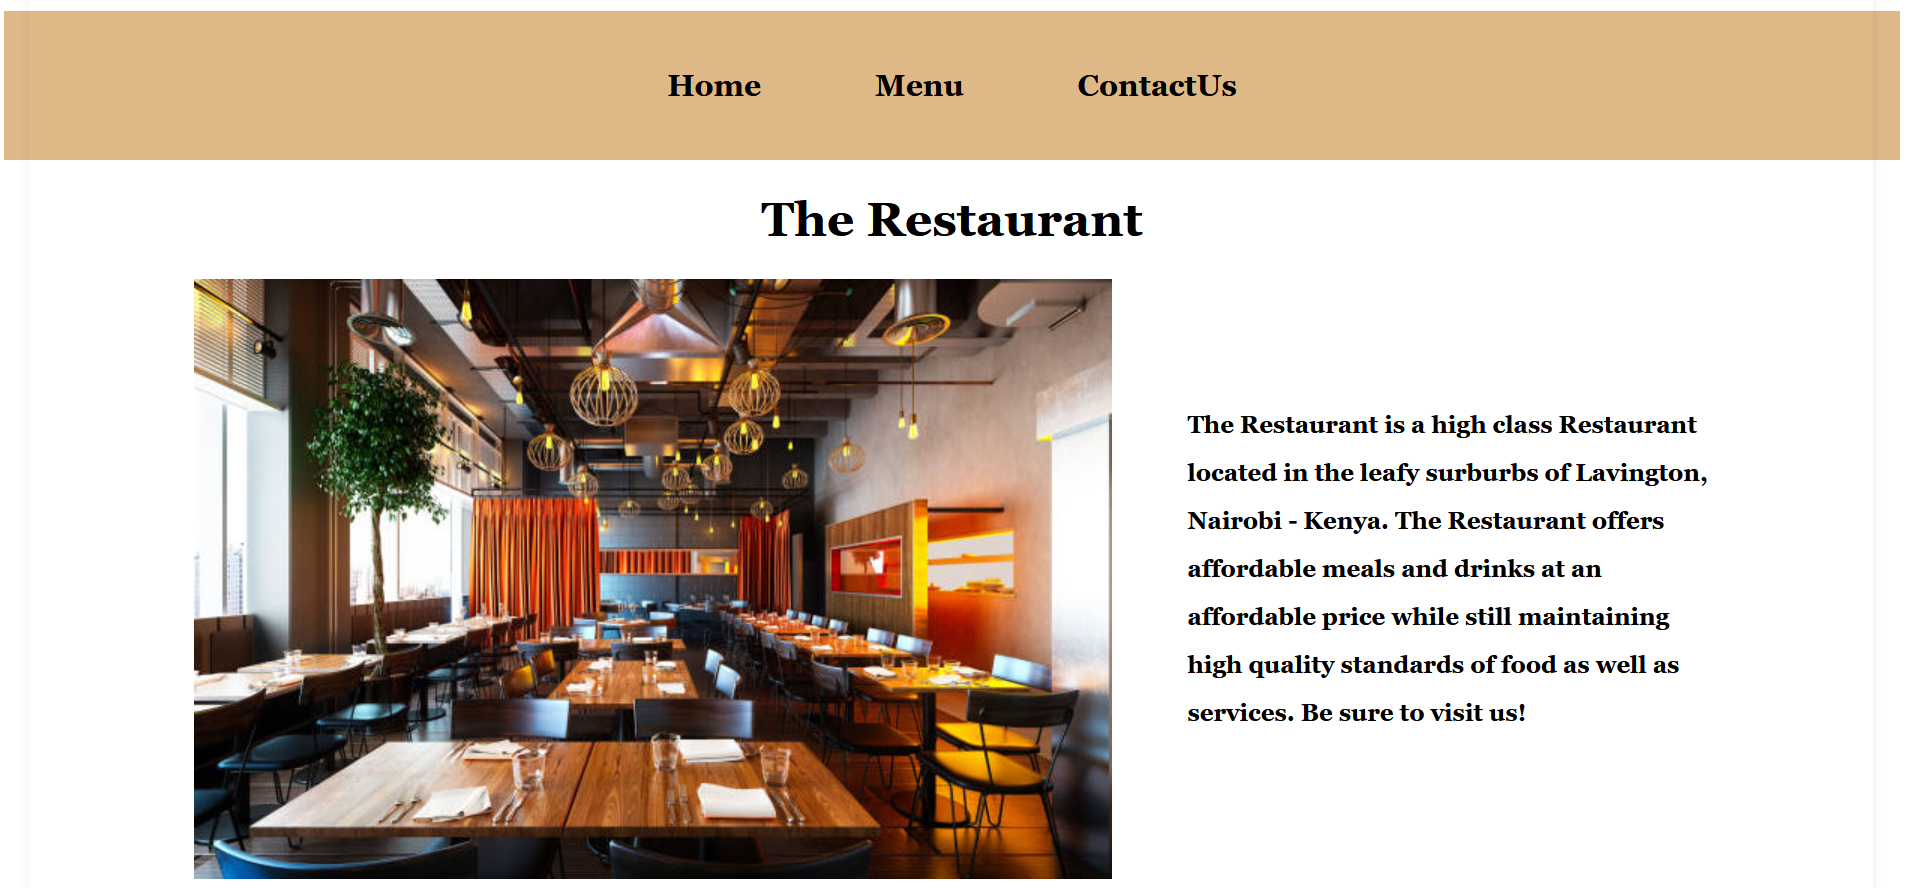 Home Menu ContactUs
The Restaurant
The Restaurant is a high class Restaurant
located in the leafy surburbs of Lavington,
Nairobi - Kenya. The Restaurant offers
affordable meals and drinks at an
affordable price while still maintaining
high quality standards of food as well as
services. Be sure to visit us!